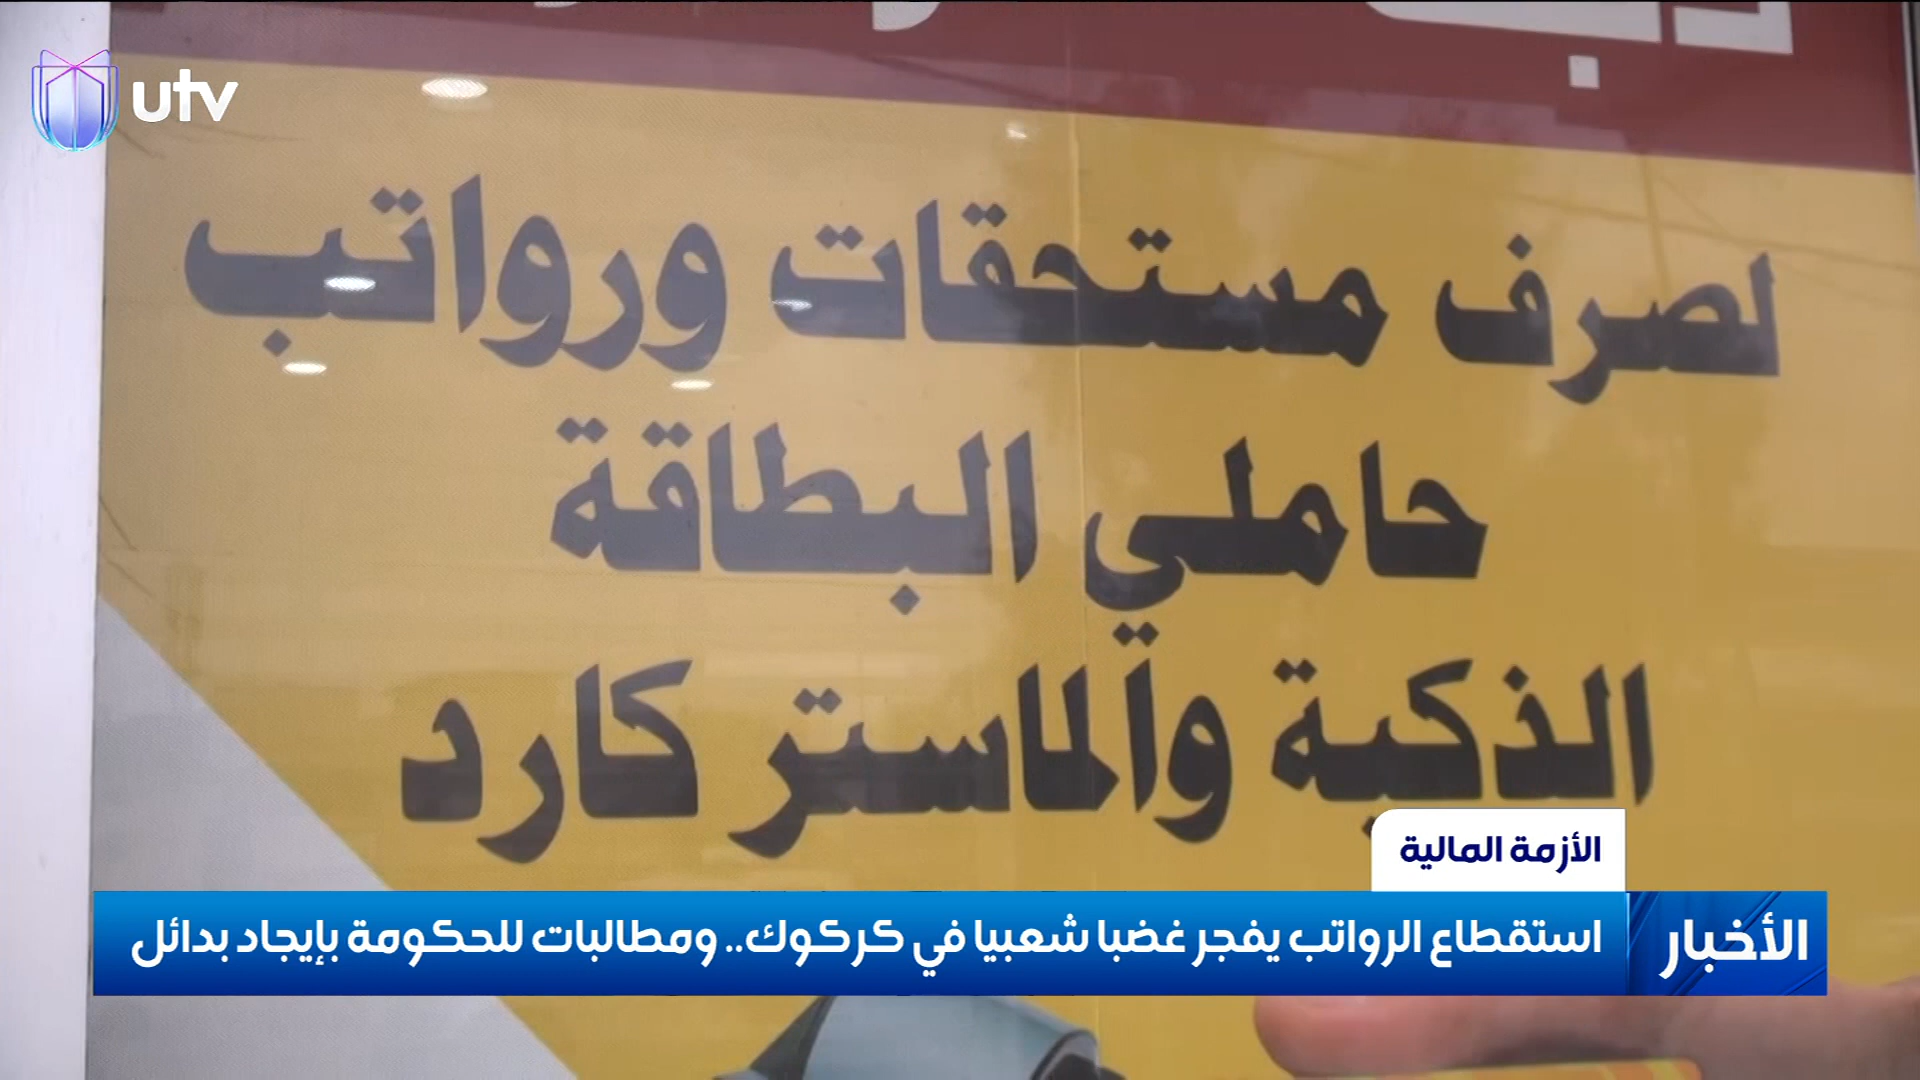 utv
لصرف مستحقات ورواتب
حاملي البطاقة
الذكية والماستر كارد
الأزمة المالية
الأخبار
استقطاع الرواتب يفجر غضبا شعبيا في كركوك.. ومطالبات للحكومة بإيجاد بدائل